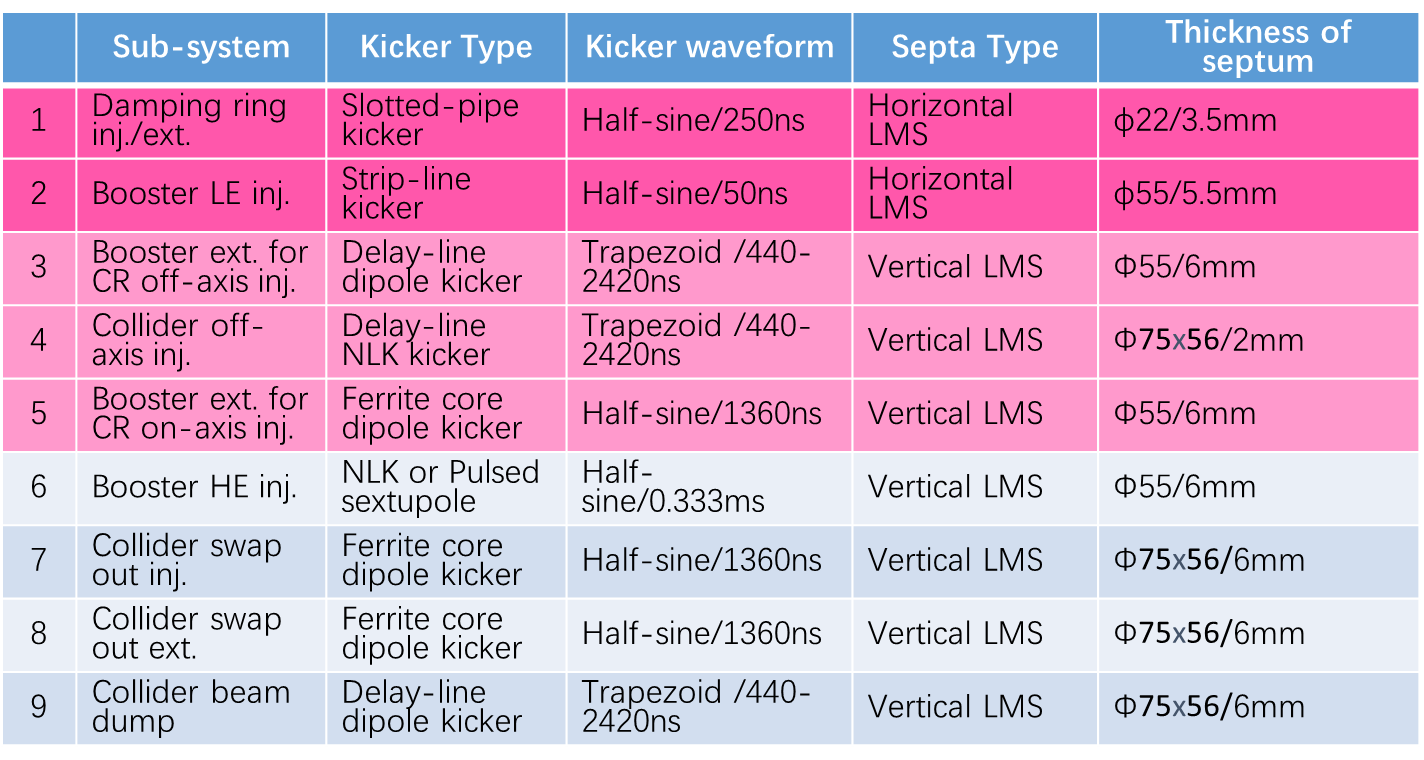 Sub-system Kicker Type Kicker waveform Septa Type Thickness of
septum
1 Damping ring
inj./ext. Slotted-pipe
kicker Half-sine/250ns Horizontal
LMS ф22/3.5mm
2 Booster LE inj. Strip-line
kicker Half-sine/50ns Horizontal
LMS ф55/5.5mm
3 Booster ext. for
CR off-axis inj. Delay-line
dipole kicker Trapezoid /440-
2420ns Vertical LMS Φ55/6mm
4 Collider off-
axis inj. Delay-line
NLK kicker Trapezoid /440-
2420ns Vertical LMS Φ75x56/2mm
5 Booster ext. for
CR on-axis inj. Ferrite core
dipole kicker Half-sine/1360ns Vertical LMS Φ55/6mm
6 Booster HE inj. NLK or Pulsed
sextupole Half-
sine/0.333ms Vertical LMS Φ55/6mm
7 Collider swap
out inj. Ferrite core
dipole kicker Half-sine/1360ns Vertical LMS Φ75x56/6mm
8 Collider swap
out ext. Ferrite core
dipole kicker Half-sine/1360ns Vertical LMS Φ75x56/6mm
9 Collider beam
dump Delay-line
dipole kicker Trapezoid /440-
2420ns Vertical LMS Φ75x56/6mm